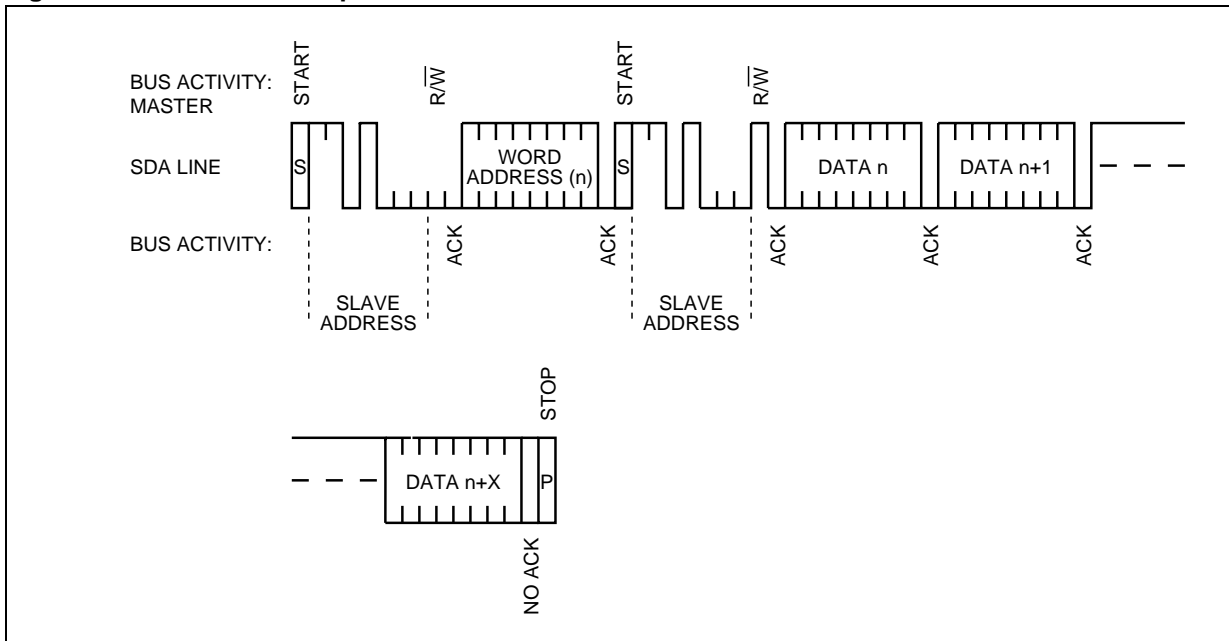 START
R/W
START
R/W
BUS ACTIVITY:
MASTER
SDA LINE
S
WORD
ADDRESS (n)
S
DATA n
DATA n+1
BUS ACTIVITY:
ACK
ACK
ACK
ACK
ACK
SLAVE
ADDRESS
SLAVE
ADDRESS
STOP
DATA n+X
P
NO ACK